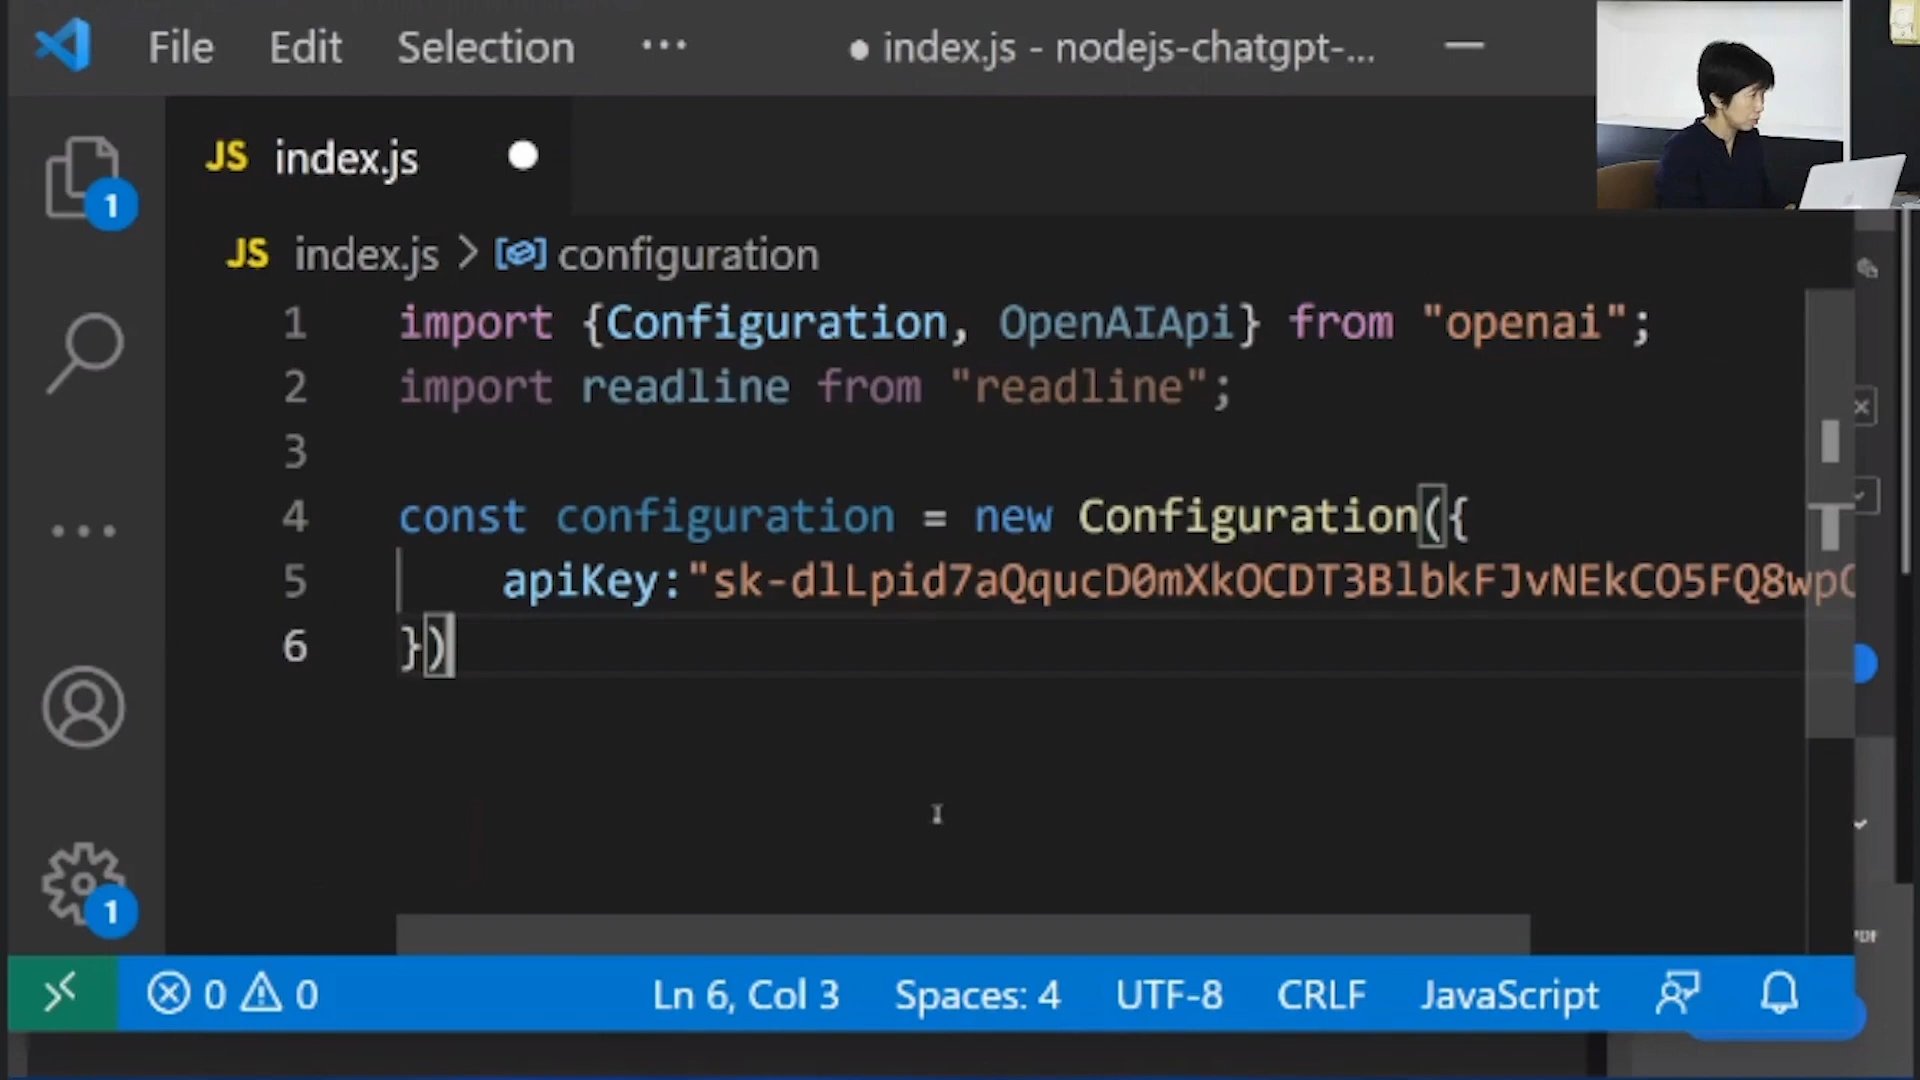 File Edit Selection ··· ● index.js - nodejs-chatgpt-...
JS index.js
1
JS index.js > configuration
1 import {Configuration, OpenAIApi} from "openai";
2 import readline from "readline";
3
4 const configuration = new Configuration({
5 apiKey:"sk-dlLpid7aQqucD0mXkOCDT3BlbkFJvNEkCO5FQ8wp
6 })
1
0 0 Ln 6, Col 3 Spaces: 4 UTF-8 CRLF JavaScript